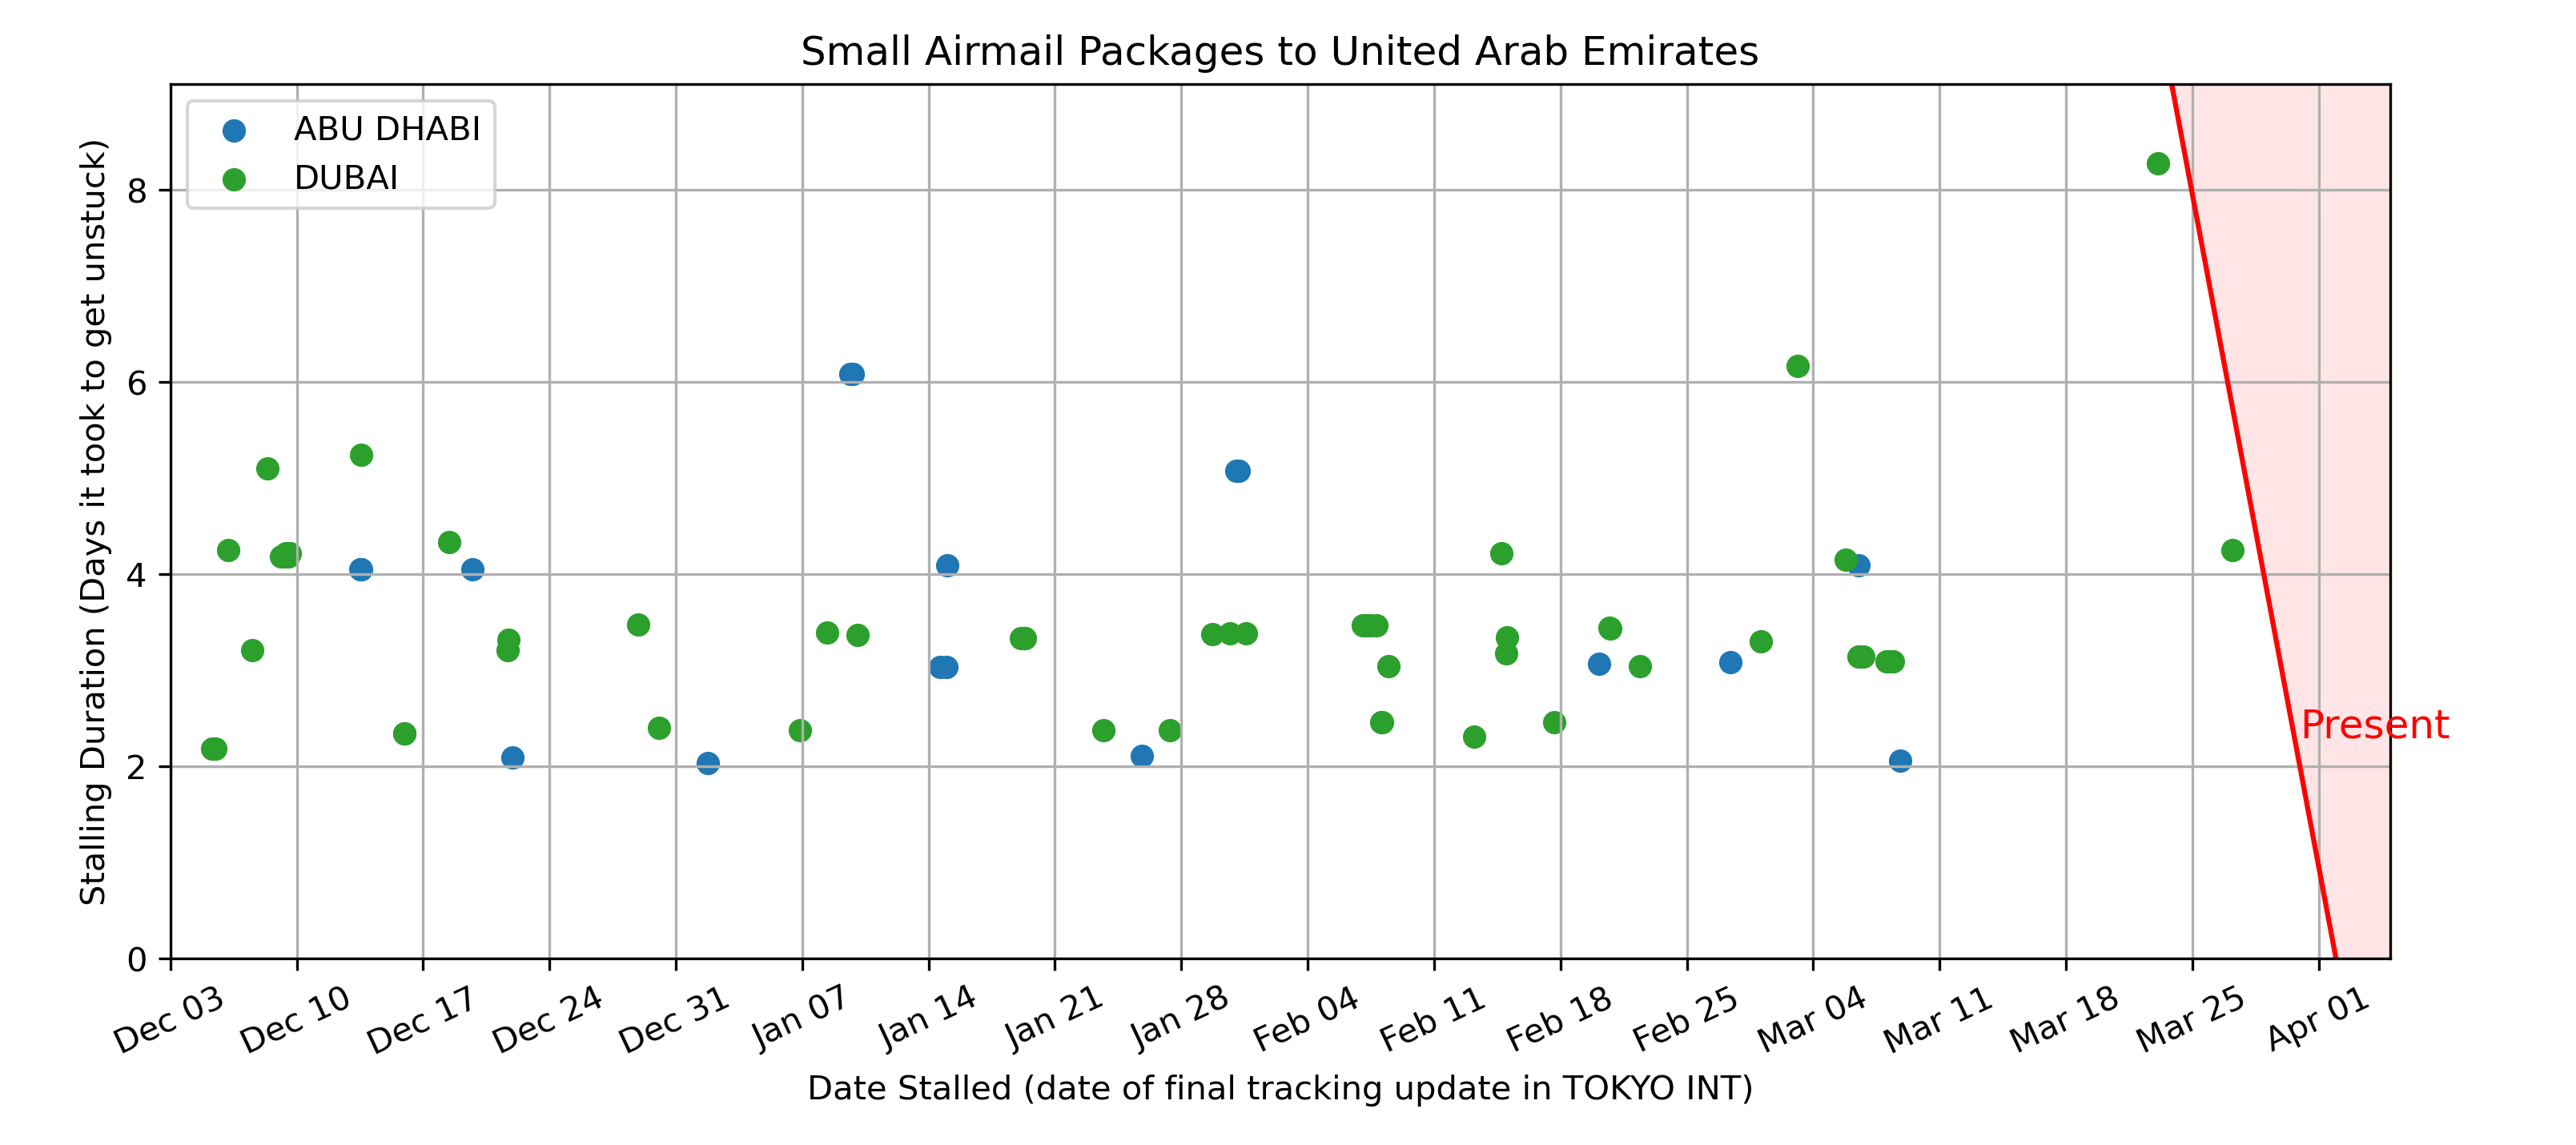 Small Airmail Packages to United Arab Emirates
ABU DHABI
DUBAI
Stalling Duration (Days it took to get unstuck)
8
6
4
2
0
Present
Dec 03
Dec 10
Dec 17
Dec 24
Dec 31
Jan 07
Jan 14
Jan 21
Jan 28
Feb 04
Feb 11
Feb 18
Feb 25
Mar 04
Mar 11
Mar 18
Mar 25
Apr 01
Date Stalled (date of final tracking update in TOKYO INT)